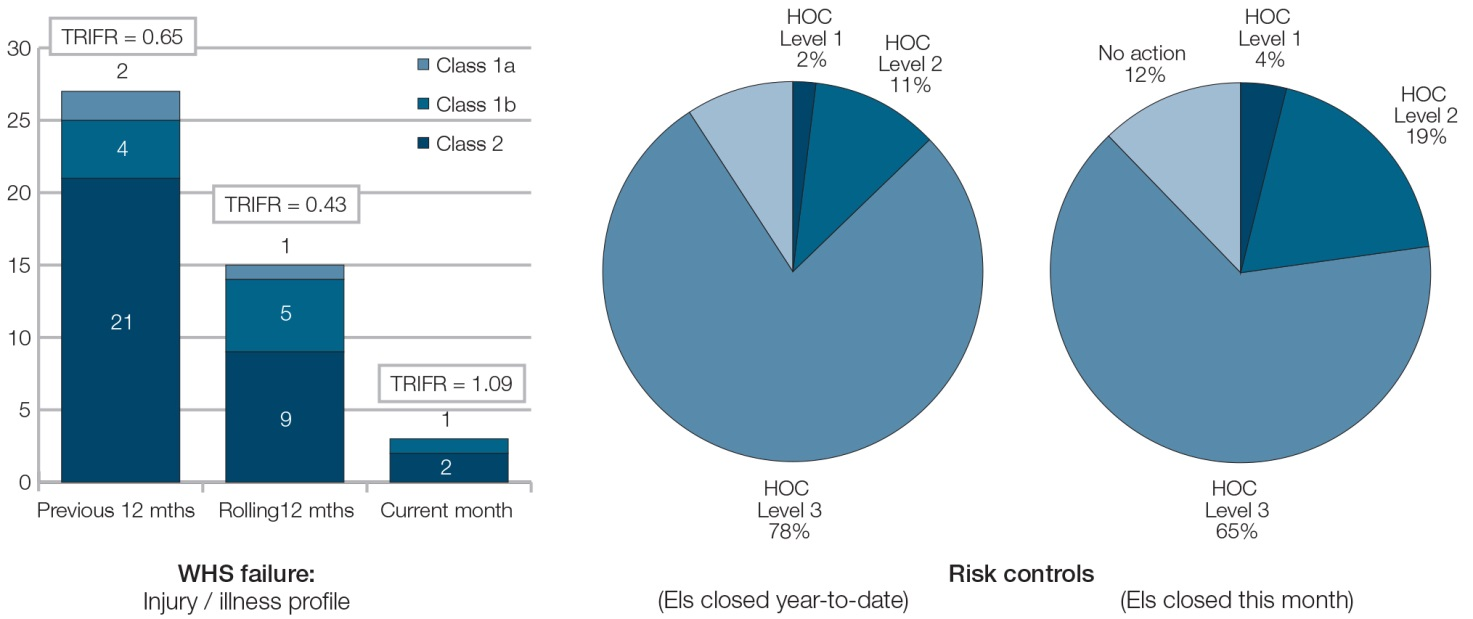 TRIFR = 0.65
30
25
20
15
10
5
0
2
4
21
TRIFR = 0.43
1
5
9
TRIFR = 1.09
1
2
Class 1a
Class 1b
Class 2
Previous 12 mths
Rolling12 mths
Current month
WHS failure:
Injury / illness profile
HOC
Level 1
2%
HOC
Level 2
11%
HOC
Level 3
78%
No action
12%
HOC
Level 1
4%
HOC
Level 2
19%
HOC
Level 3
65%
Risk controls
(EIs closed year-to-date)
(EIs closed this month)